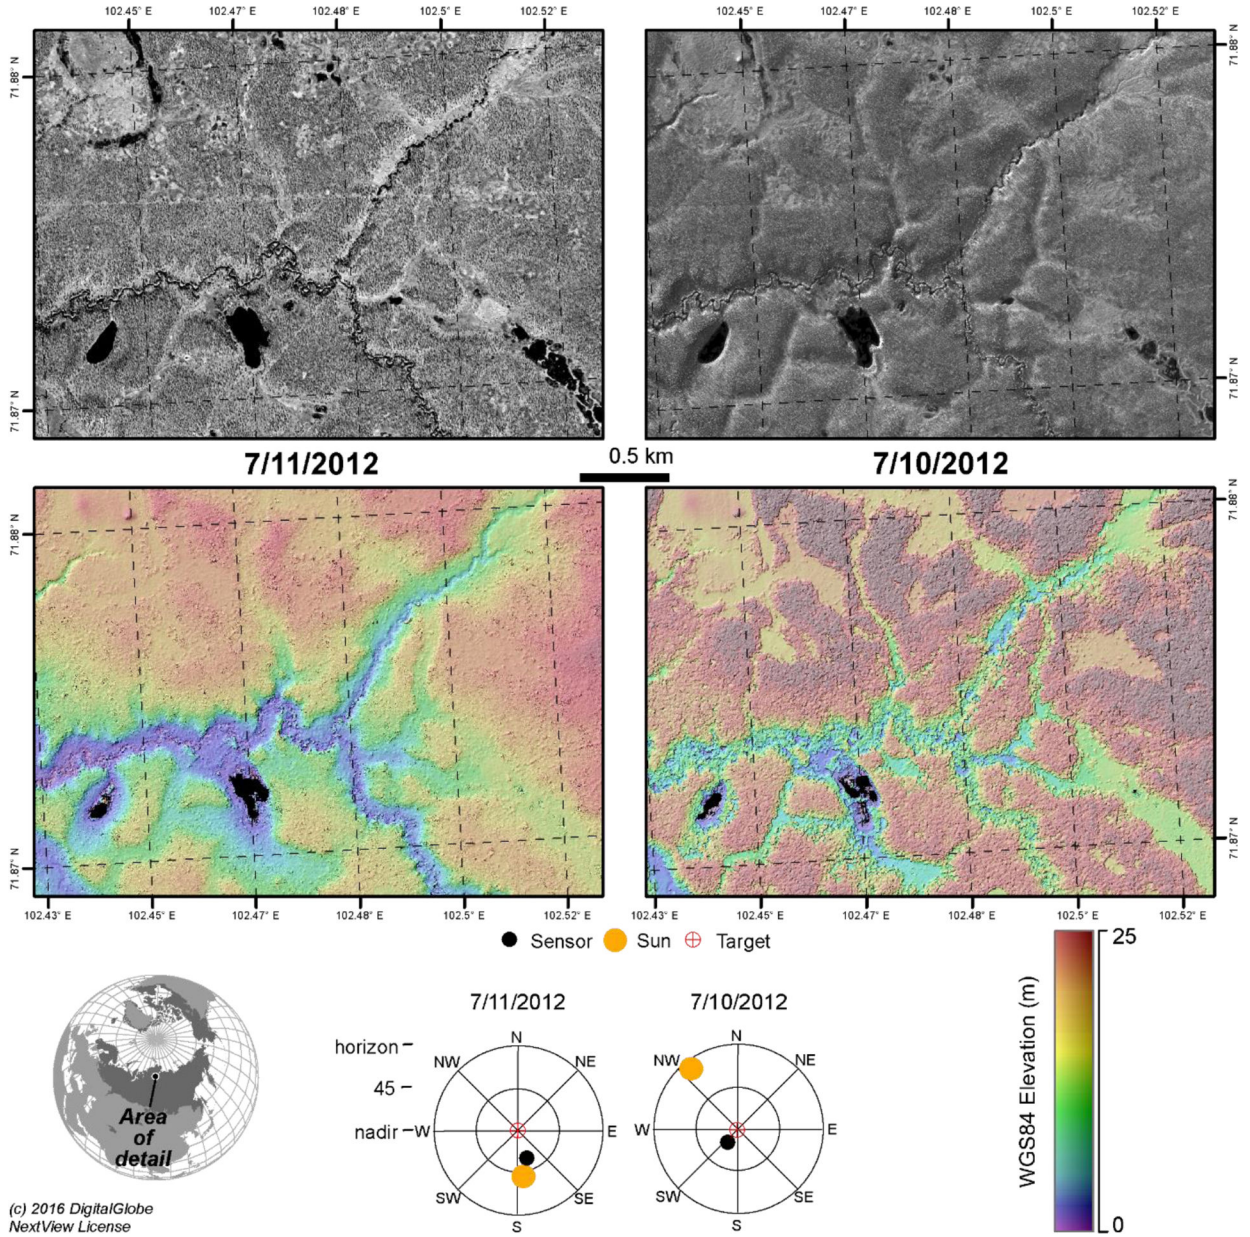 102.45° E 102.47° E 102.48° E 102.5° E 102.52° E
102.45° E 102.47° E 102.48° E 102.5° E 102.52° E
71.88° N
71.88° N
71.87° N
71.87° N
7/11/2012
0.5 km
7/10/2012
71.88° N
71.88° N
71.87° N
71.87° N
102.43° E 102.45° E 102.47° E 102.48° E 102.5° E 102.52° E
102.43° E 102.45° E 102.47° E 102.48° E 102.5° E 102.52° E
Sensor Sun Target
Area
of
detail
(c) 2016 DigitalGlobe
NextView License
7/11/2012
horizon
45
nadir
N
NE
E
SE
S
SW
W
NW
7/10/2012
N
NE
E
SE
S
SW
W
NW
WGS84 Elevation (m)
25
0